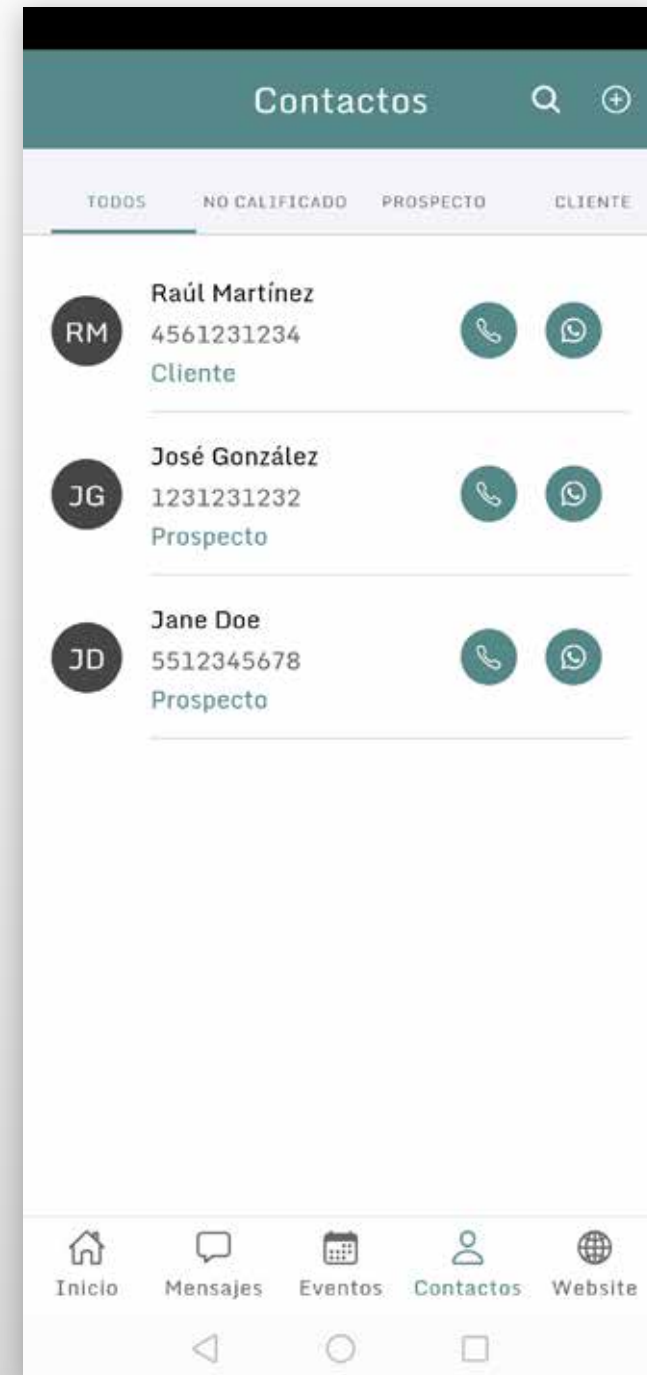 Contactos
TODOS NO CALIFICADO PROSPECTO CLIENTE
RM
Raúl Martínez
4561231234
Cliente
JG
José González
1231231232
Prospecto
JD
Jane Doe
5512345678
Prospecto
Inicio Mensajes Eventos Contactos Website